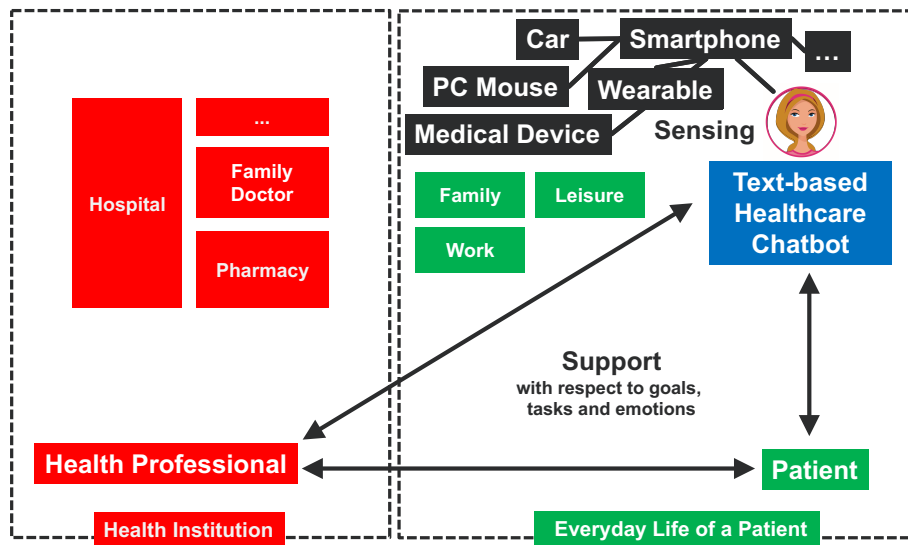 Car
Smartphone
...
PC Mouse
Wearable
Medical Device
Sensing
...
Hospital
Family
Doctor
Pharmacy
Family
Leisure
Work
Text-based
Healthcare
Chatbot
Support
with respect to goals,
tasks and emotions
Health Professional
Patient
Health Institution
Everyday Life of a Patient